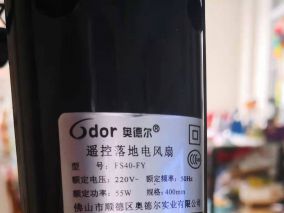 Odor 奥德尔®
遥控落地电风扇
型号: FS40-FY
额定电压: 220V~ 额定频率: 50Hz
额定功率: 55W 规格: 400mm
佛山市顺德区奥德尔实业有限公司